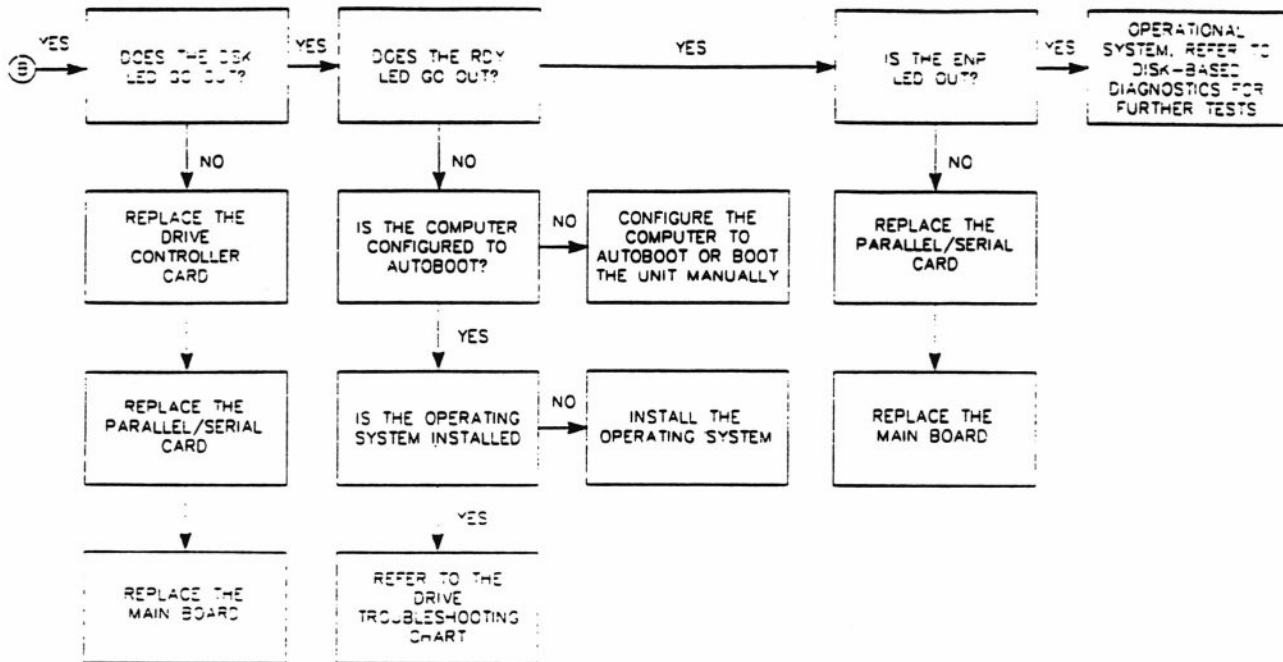 B
YES
DOES THE DSK
LED GO OUT?
YES
DOES THE RDY
LED GO OUT?
YES
IS THE
LED OUT?
YES
OPERATIONAL
SYSTEM, REFER TO
DISK-BASED
DIAGNOSTICS FOR
FURTHER TESTS
NO
REPLACE THE
DRIVE
CONTROLLER
CARD
NO
IS THE COMPUTER
CONFIGURED TO
AUTOBOOT?
NO
CONFIGURE THE
COMPUTER TO
AUTOBOOT OR BOOT
THE UNIT MANUALLY
NO
REPLACE THE
PARALLEL/SERIAL
CARD
REPLACE THE
PARALLEL/SERIAL
CARD
YES
IS THE OPERATING
SYSTEM INSTALLED
NO
INSTALL THE
OPERATING SYSTEM
REPLACE THE
MAIN BOARD
REPLACE THE
MAIN BOARD
YES
REFER TO THE
DRIVE
TROUBLESHOOTING
CHART